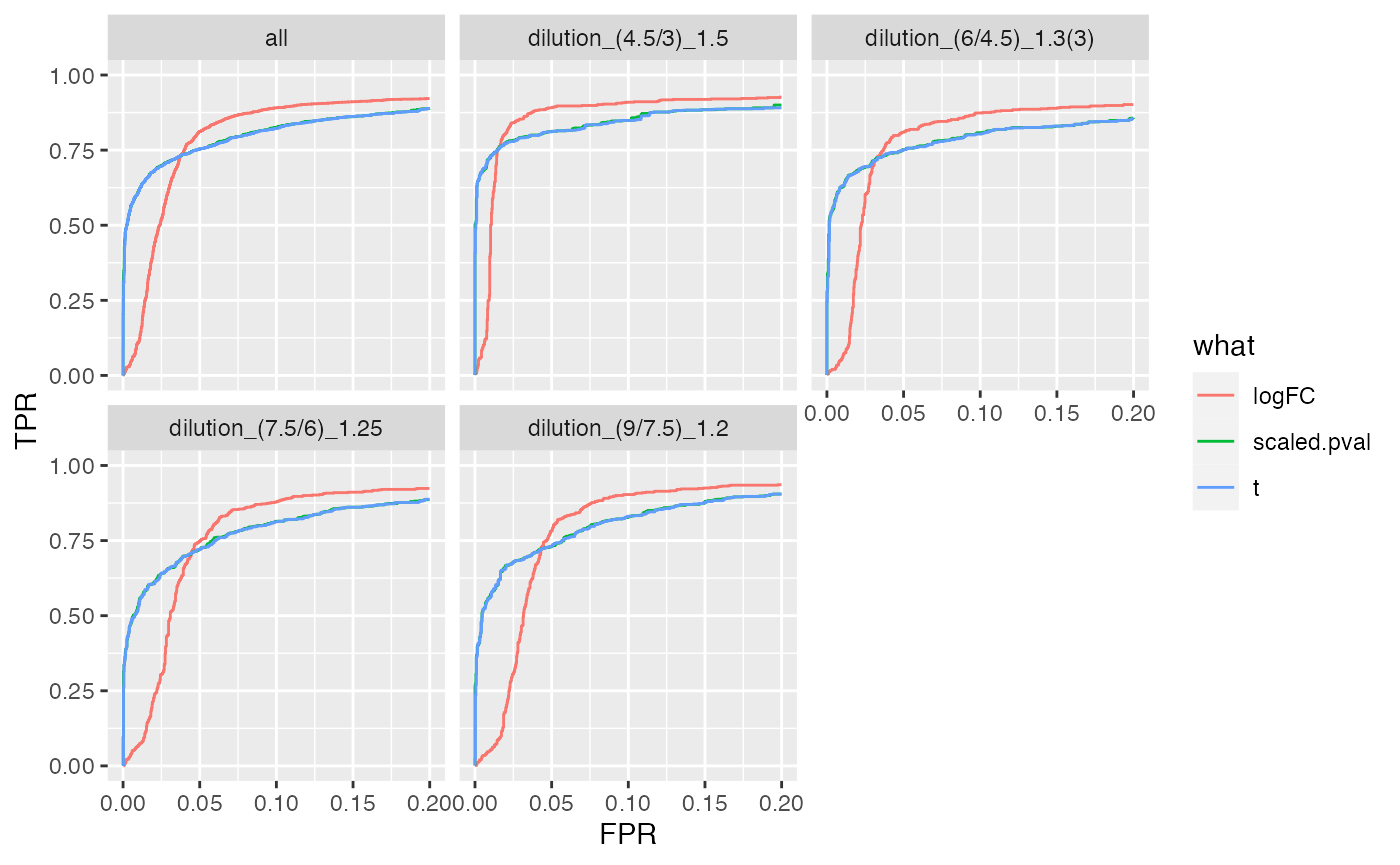 all
dilution_(4.5/3)_1.5
dilution_(6/4.5)_1.3(3)
1.00
0.75
0.50
0.25
0.00
0.00 0.05 0.10 0.15 0.20
dilution_(7.5/6)_1.25
dilution_(9/7.5)_1.2
1.00
0.75
0.50
0.25
0.00
0.00 0.05 0.10 0.15 0.20
0.00 0.05 0.10 0.15 0.20
TPR
FPR
what
logFC
scaled.pval
t